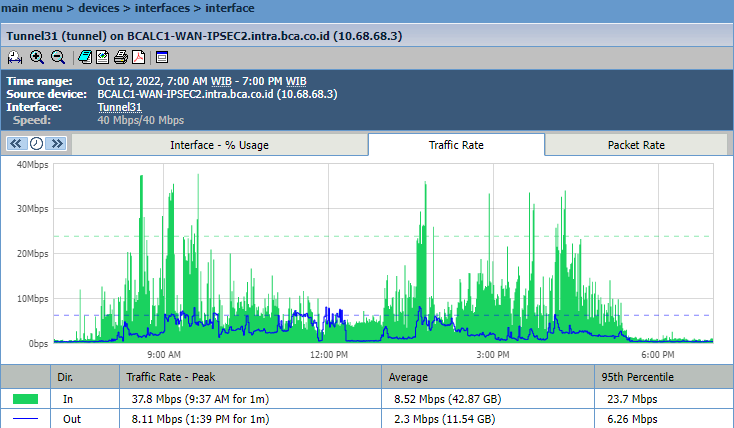 main menu > devices > interfaces > interface
Tunnel31 (tunnel) on BCALC1-WAN-IPSEC2.intra.bca.co.id (10.68.68.3)
Time range: Oct 12, 2022, 7:00 AM WIB - 7:00 PM WIB
Source device: BCALC1-WAN-IPSEC2.intra.bca.co.id (10.68.68.3)
Interface: Tunnel31
Speed: 40 Mbps/40 Mbps
Interface - % Usage Traffic Rate Packet Rate
40Mbps
30Mbps
20Mbps
10Mbps
0bps
9:00 AM 12:00 PM 3:00 PM 6:00 PM
Dir. Traffic Rate - Peak Average 95th Percentile
In 37.8 Mbps (9:37 AM for 1m) 8.52 Mbps (42.87 GB) 23.7 Mbps
Out 8.11 Mbps (1:39 PM for 1m) 2.3 Mbps (11.54 GB) 6.26 Mbps